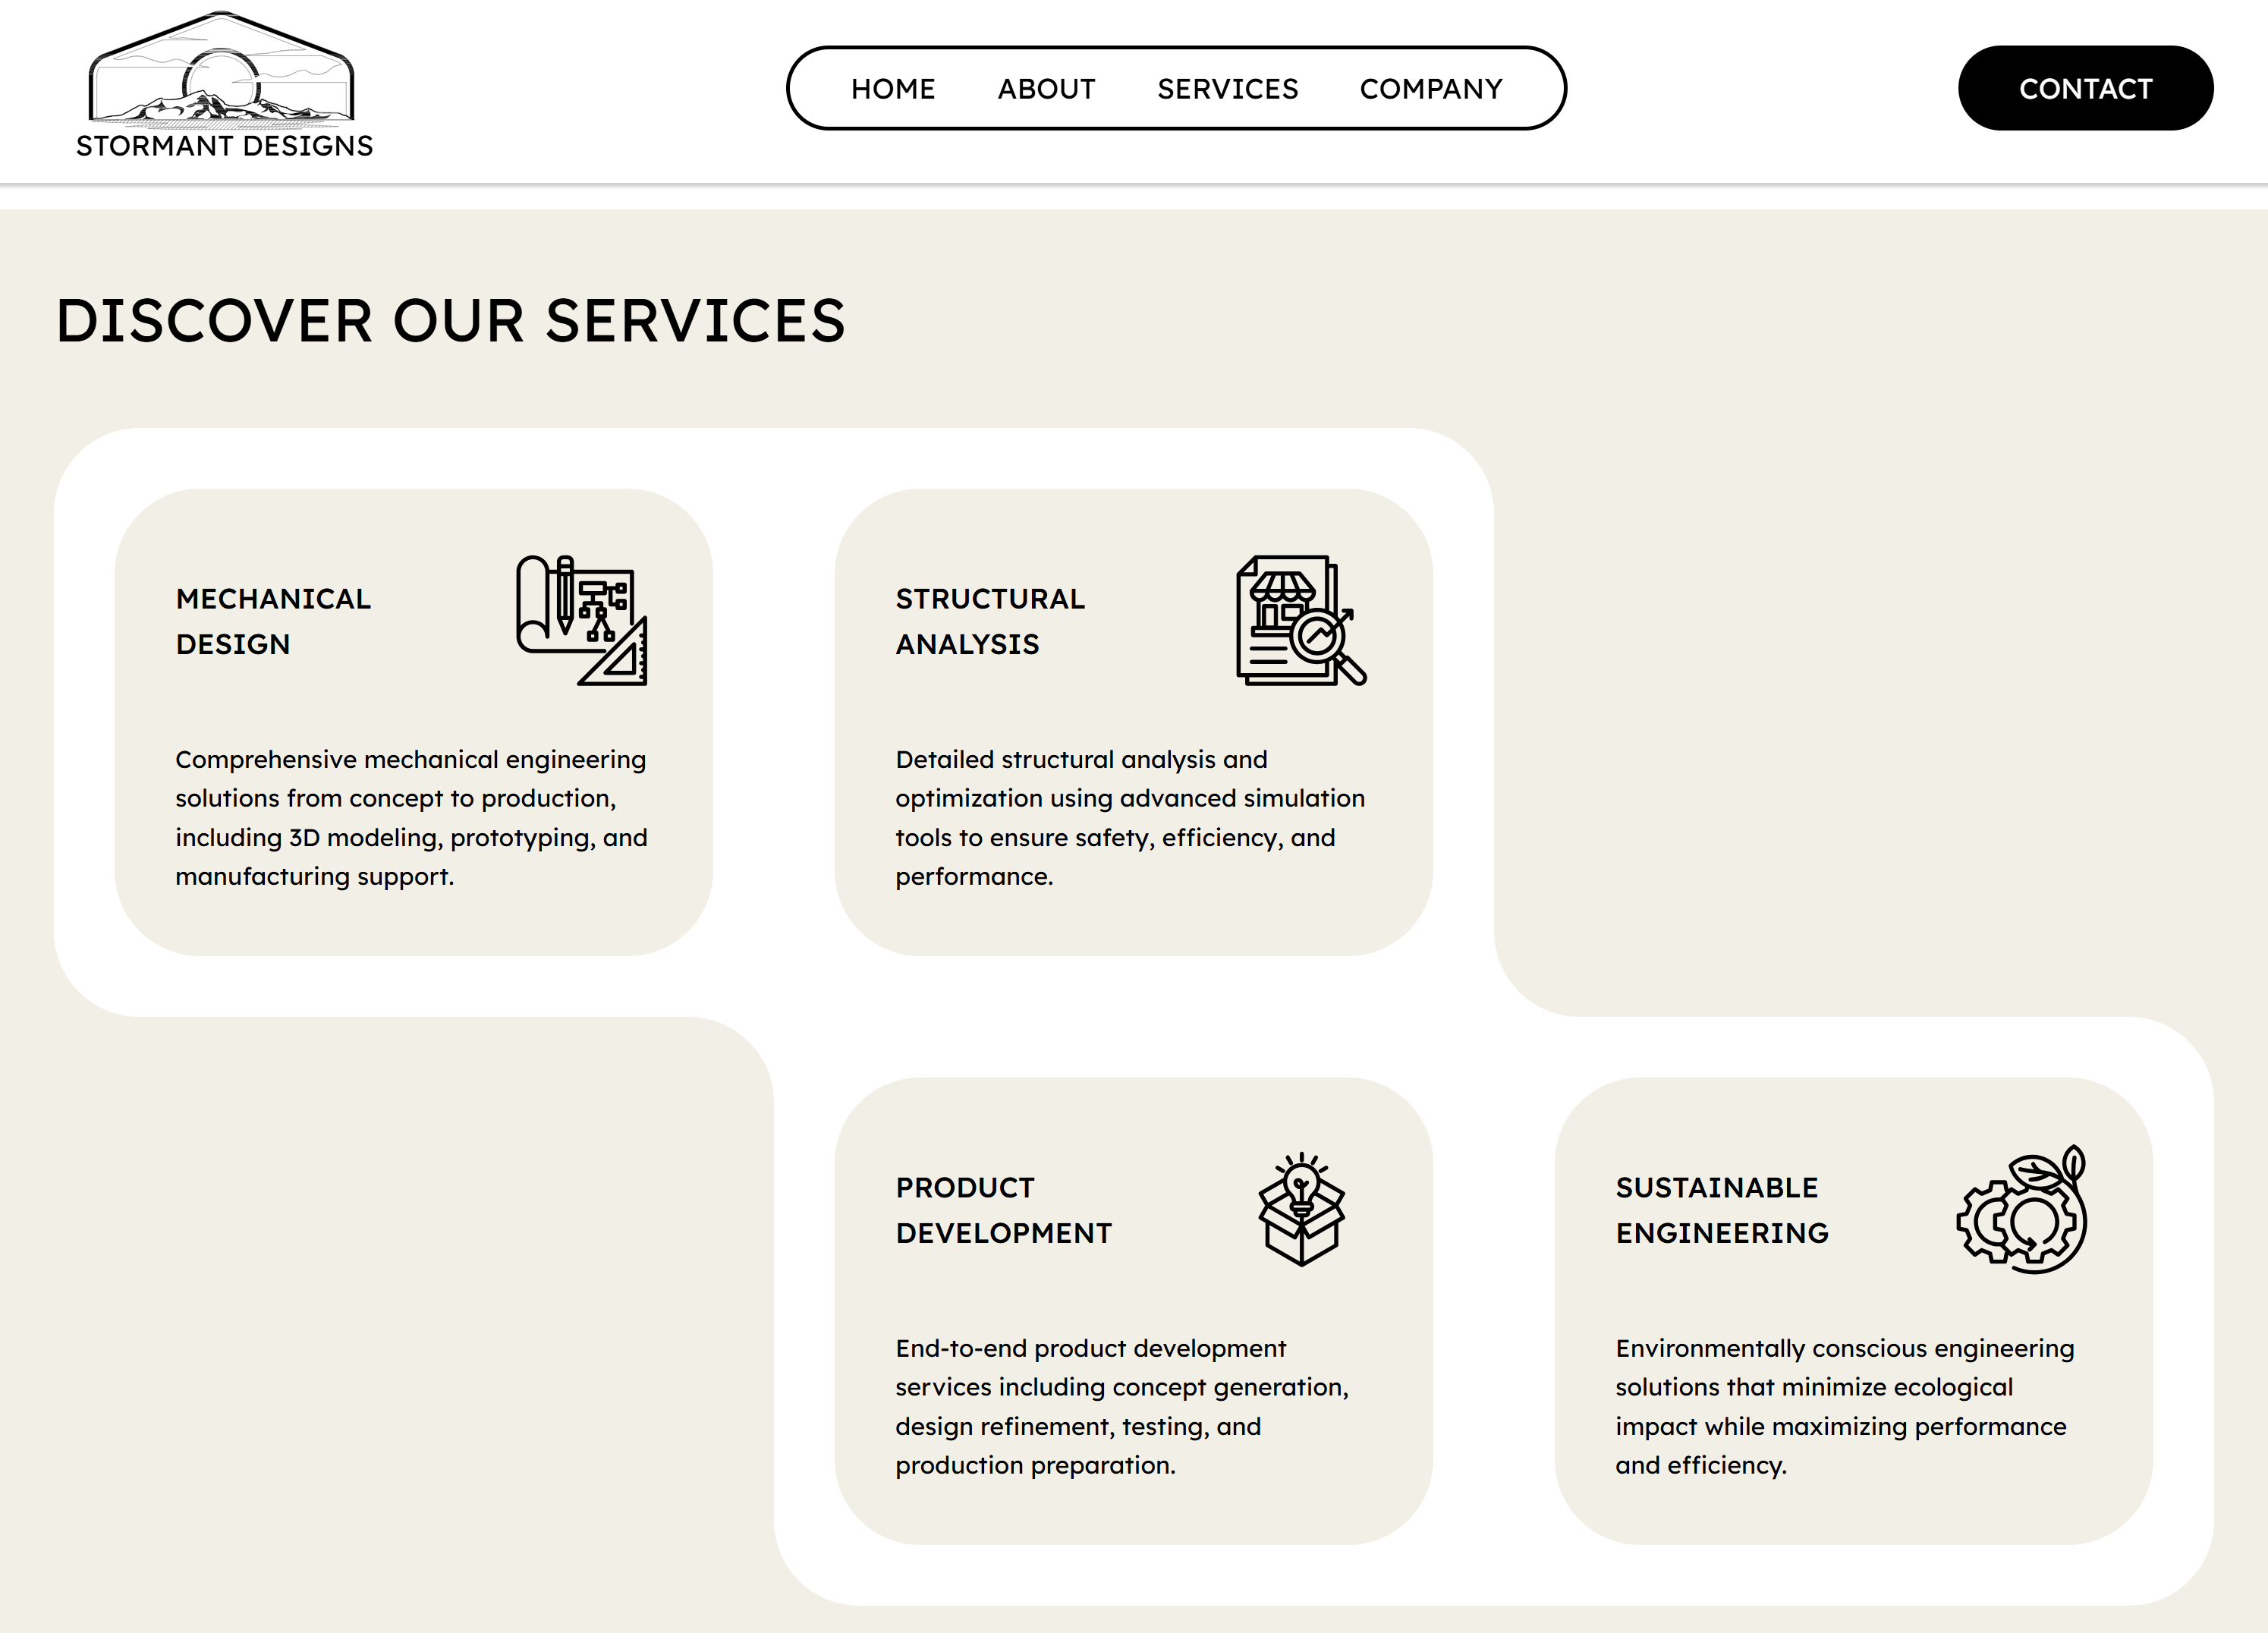 STORMANT DESIGNS
HOME ABOUT SERVICES COMPANY
CONTACT
DISCOVER OUR SERVICES
MECHANICAL
DESIGN
Comprehensive mechanical engineering
solutions from concept to production,
including 3D modeling, prototyping, and
manufacturing support.
STRUCTURAL
ANALYSIS
Detailed structural analysis and
optimization using advanced simulation
tools to ensure safety, efficiency, and
performance.
PRODUCT
DEVELOPMENT
End-to-end product development
services including concept generation,
design refinement, testing, and
production preparation.
SUSTAINABLE
ENGINEERING
Environmentally conscious engineering
solutions that minimize ecological
impact while maximizing performance
and efficiency.